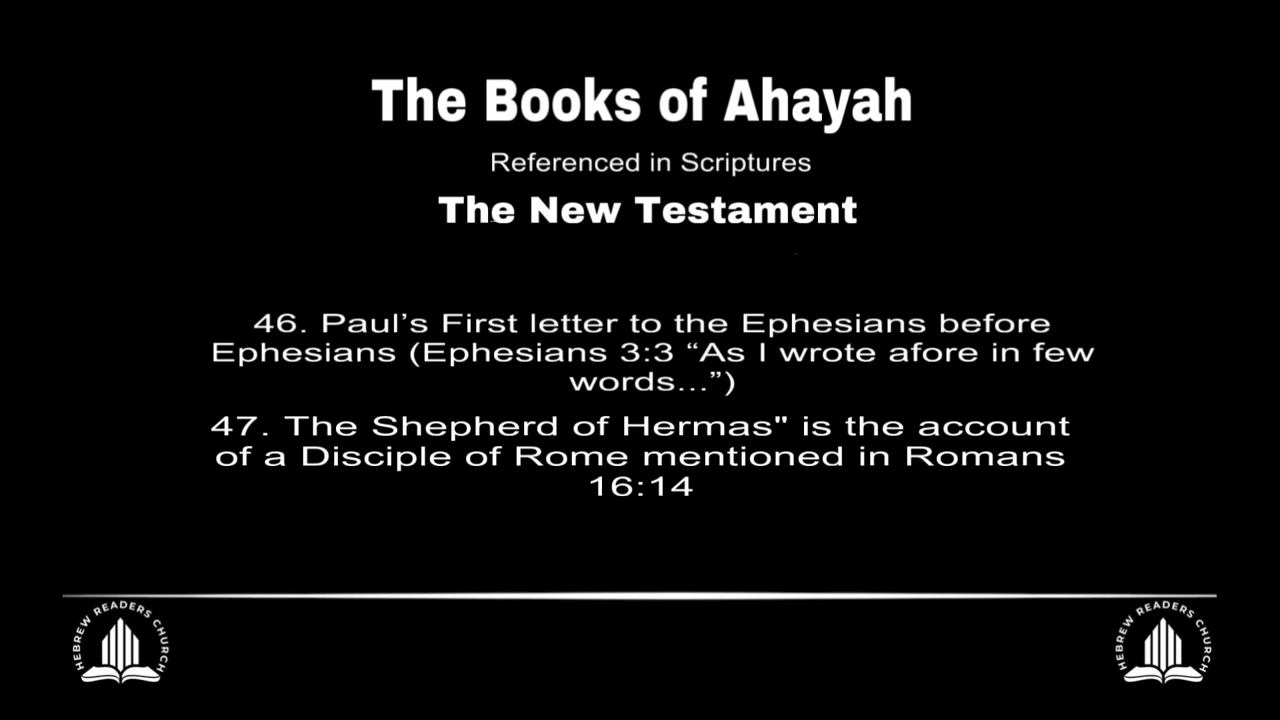 The Books of Ahayah
Referenced in Scriptures
The New Testament
46. Paul’s First letter to the Ephesians before
Ephesians (Ephesians 3:3 “As I wrote afore in few
words...”)
47. The Shepherd of Hermas" is the account
of a Disciple of Rome mentioned in Romans
16:14
HEBREW READERS CHURCH
HEBREW READERS CHURCH